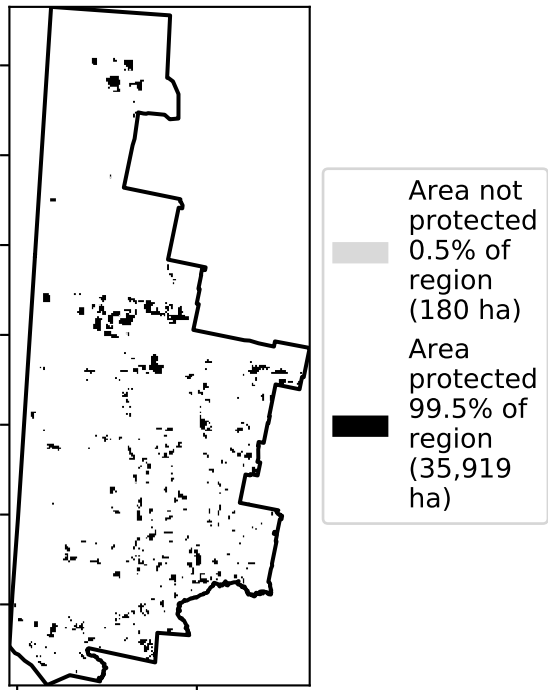 Area not
protected
0.5% of
region
(180 ha)
Area
protected
99.5% of
region
(35,919
ha)